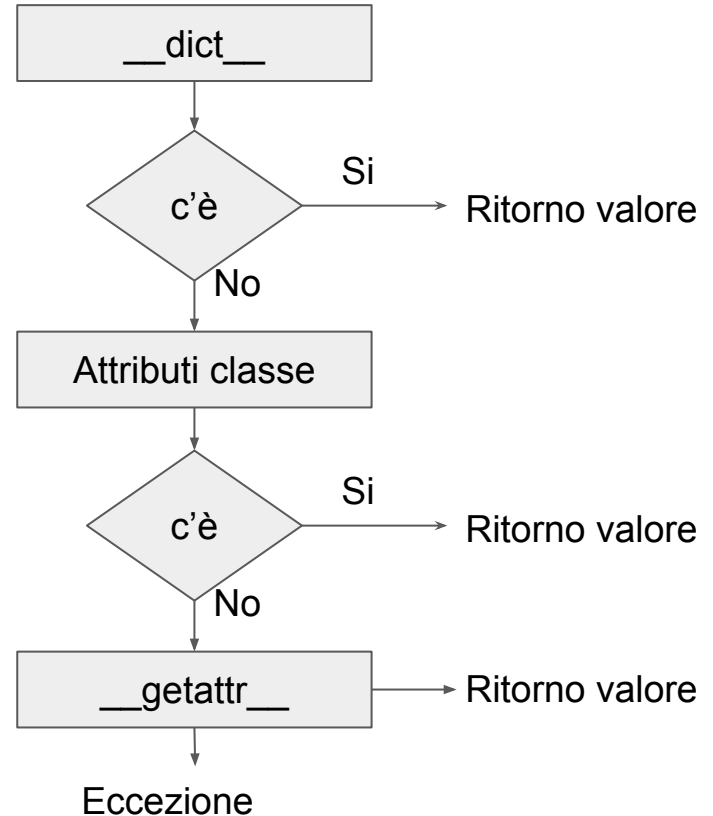 __dict__
Si
c'è
Ritorno valore
No
Attributi classe
Si
c'è
Ritorno valore
No
__getattr__
Ritorno valore
Eccezione